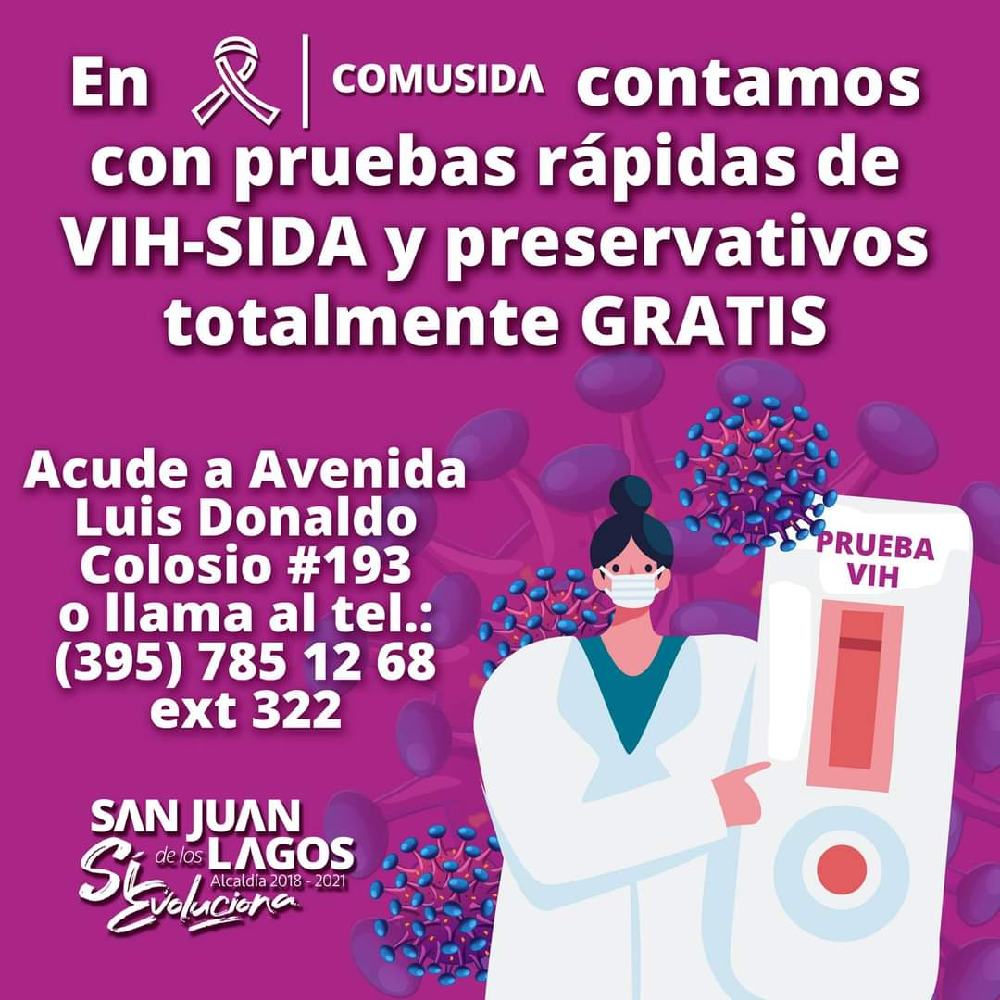 En COMUSIDA contamos
con pruebas rápidas de
VIH-SIDA y preservativos
totalmente GRATIS
Acude a Avenida
Luis Donaldo
Colosio #193
o llama al tel.:
(395) 785 12 68
ext 322
PRUEBA
VIH
SAN JUAN
de los LAGOS
Alcaldía 2018 - 2021
Sí
Evoluciona